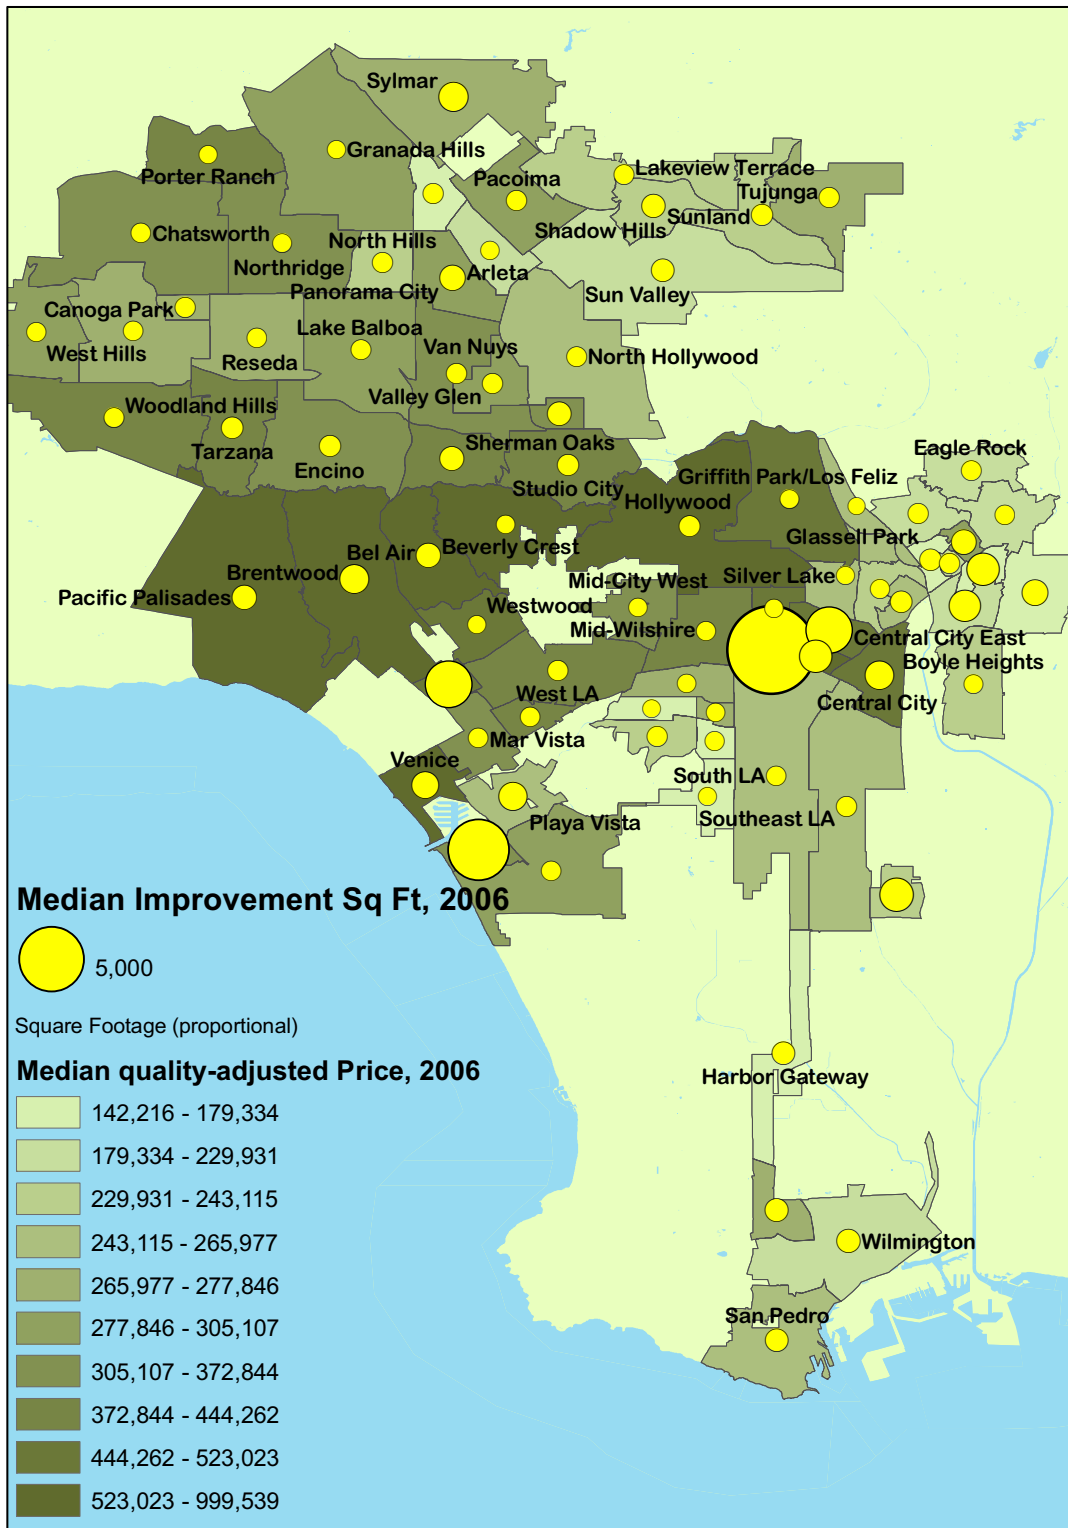 Sylmar
Granada Hills
Porter Ranch
Pacoima
Lakeview Terrace
Tujunga
Shadow Hills
Sunland
Chatsworth
North Hills
Northridge
Arleta
Panorama City
Sun Valley
Canoga Park
Lake Balboa
West Hills
Reseda
Van Nuys
North Hollywood
Valley Glen
Woodland Hills
Tarzana
Encino
Sherman Oaks
Studio City
Eagle Rock
Griffith Park/Los Feliz
Hollywood
Glassell Park
Bel Air
Beverly Crest
Brentwood
Mid-City West
Silver Lake
Pacific Palisades
Westwood
Mid-Wilshire
Central City East
Boyle Heights
West LA
Central City
Mar Vista
Venice
South LA
Southeast LA
Playa Vista
Median Improvement Sq Ft, 2006
5,000
Square Footage (proportional)
Median quality-adjusted Price, 2006
142,216 - 179,334
179,334 - 229,931
229,931 - 243,115
243,115 - 265,977
265,977 - 277,846
277,846 - 305,107
305,107 - 372,844
372,844 - 444,262
444,262 - 523,023
523,023 - 999,539
Harbor Gateway
Wilmington
San Pedro